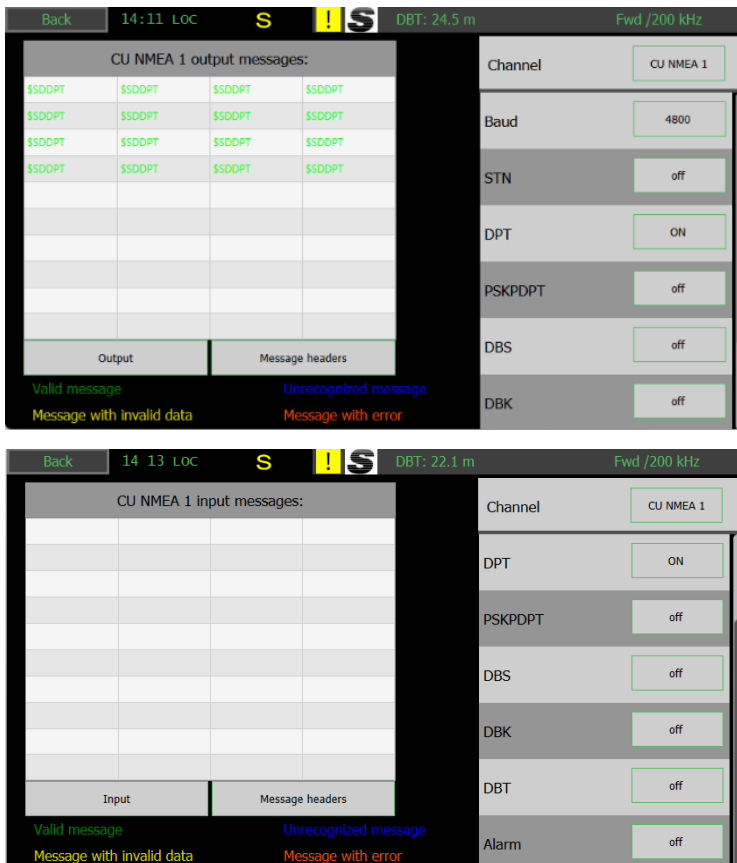 Back 14:11 LOC S ! S DBT: 24.5 m Fwd /200 kHz
CU NMEA 1 output messages:
$SDDPT $SDDPT $SDDPT $SDDPT
$SDDPT $SDDPT $SDDPT $SDDPT
$SDDPT $SDDPT $SDDPT $SDDPT
$SDDPT $SDDPT $SDDPT $SDDPT
Output Message headers
Valid message Unrecognized message
Message with invalid data Message with error
Channel CU NMEA 1
Baud 4800
STN off
DPT ON
PSKPDPT off
DBS off
DBK off
Back 14 13 LOC S ! S DBT: 22.1 m Fwd /200 kHz
CU NMEA 1 input messages:
Input Message headers
Valid message Unrecognized message
Message with invalid data Message with error
Channel CU NMEA 1
DPT ON
PSKPDPT off
DBS off
DBK off
DBT off
Alarm off